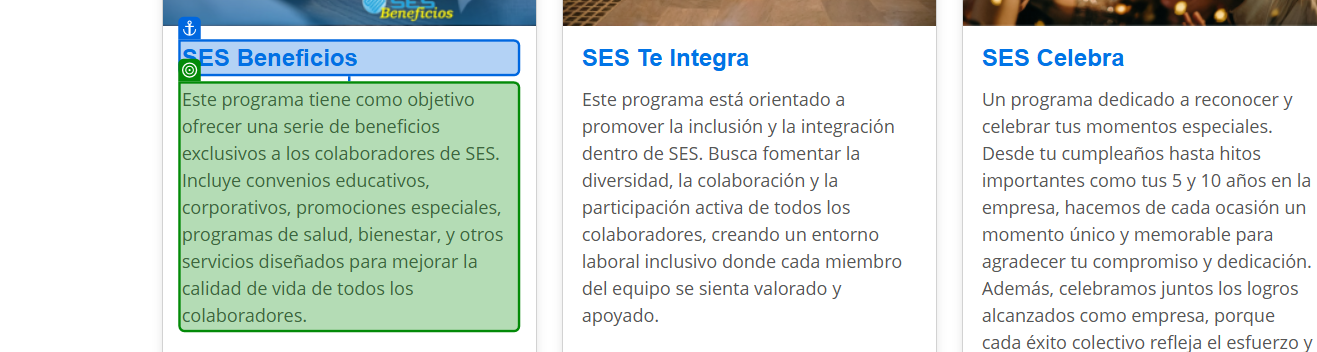 SES
Beneficios
SES Beneficios
Este programa tiene como objetivo
ofrecer una serie de beneficios
exclusivos a los colaboradores de SES.
Incluye convenios educativos,
corporativos, promociones especiales,
programas de salud, bienestar, y otros
servicios diseñados para mejorar la
calidad de vida de todos los
colaboradores.
SES Te Integra
Este programa está orientado a
promover la inclusión y la integración
dentro de SES. Busca fomentar la
diversidad, la colaboración y la
participación activa de todos los
colaboradores, creando un entorno
laboral inclusivo donde cada miembro
del equipo se sienta valorado y
apoyado.
SES Celebra
Un programa dedicado a reconocer y
celebrar tus momentos especiales.
Desde tu cumpleaños hasta hitos
importantes como tus 5 y 10 años en la
empresa, hacemos de cada ocasión un
momento único y memorable para
agradecer tu compromiso y dedicación.
Además, celebramos juntos los logros
alcanzados como empresa, porque
cada éxito colectivo refleja el esfuerzo y